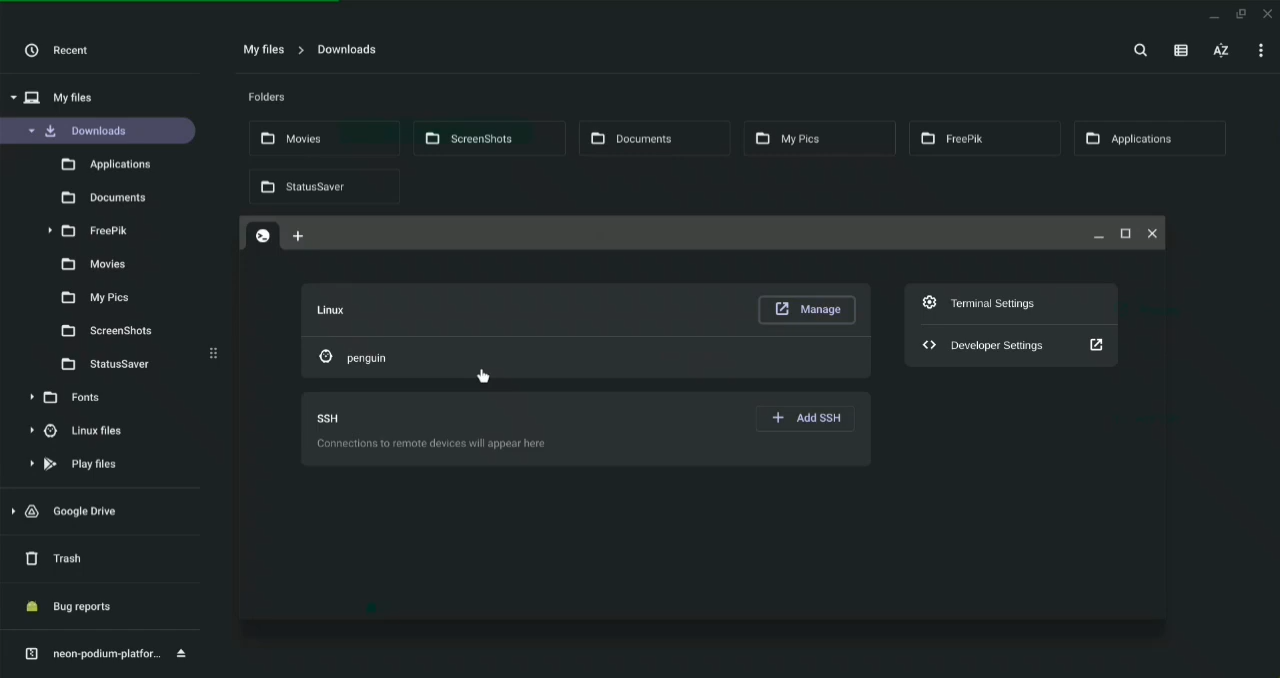 Recent
My files
Downloads
Applications
Documents
FreePik
Movies
My Pics
ScreenShots
StatusSaver
Fonts
Linux files
Play files
Google Drive
Trash
Bug reports
neon-podium-platfor...
My files > Downloads
AZ
Folders
Movies
ScreenShots
Documents
My Pics
FreePik
Applications
StatusSaver
Linux
Manage
penguin
SSH
Add SSH
Connections to remote devices will appear here
Terminal Settings
Developer Settings